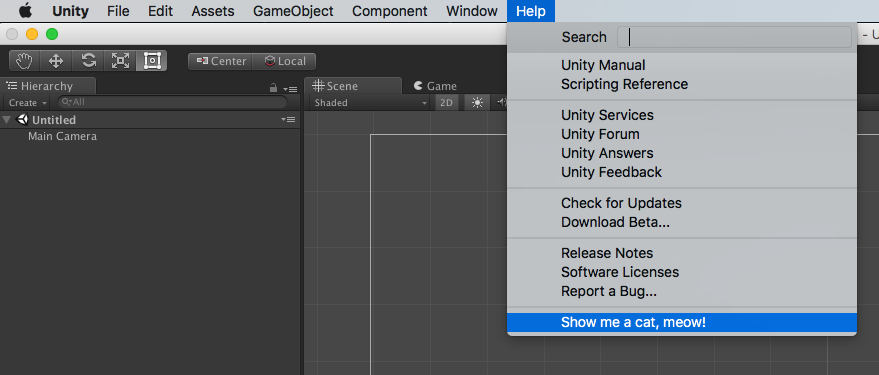 Unity File Edit Assets GameObject Component Window Help
Search
Center Local
Hierarchy
Create All
Untitled
Main Camera
Scene Game
Shaded 2D
Unity Manual
Scripting Reference
Unity Services
Unity Forum
Unity Answers
Unity Feedback
Check for Updates
Download Beta...
Release Notes
Software Licenses
Report a Bug...
Show me a cat, meow!